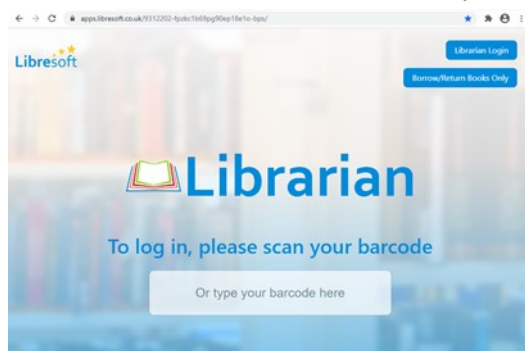 apps.libresoft.co.uk/9312202-fpzkc1b69pg90ep18e1o-bps/
Libresoft
Librarian Login
Borrow/Return Books Only
Librarian
To log in, please scan your barcode
Or type your barcode here